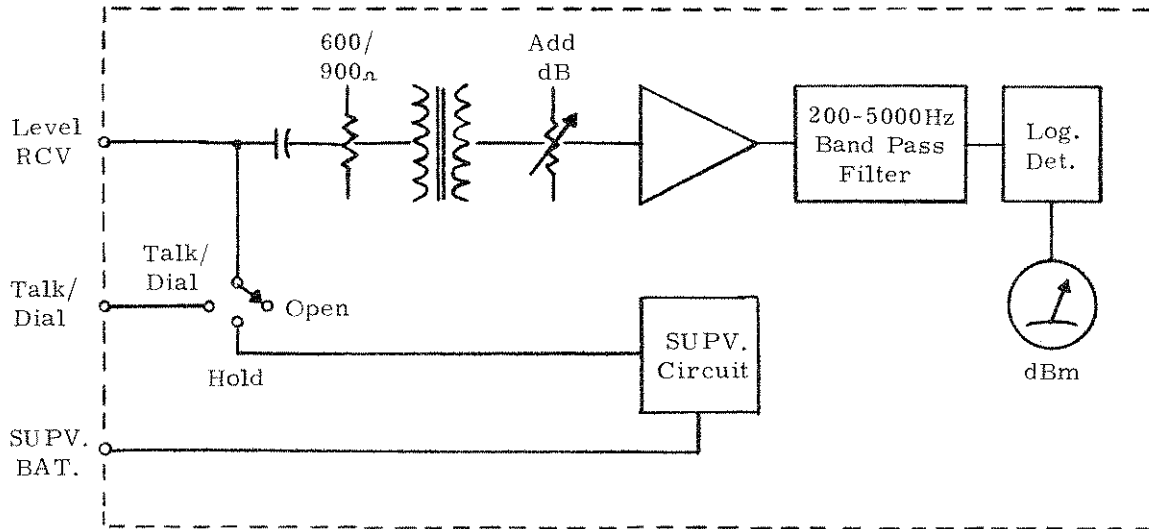 600/
900Ω
Add
dB
Level
RCV
200-5000Hz
Band Pass
Filter
Log.
Det.
Talk/
Dial
Talk/
Dial
Open
Hold
SUPV.
Circuit
dBm
SUPV.
BAT.